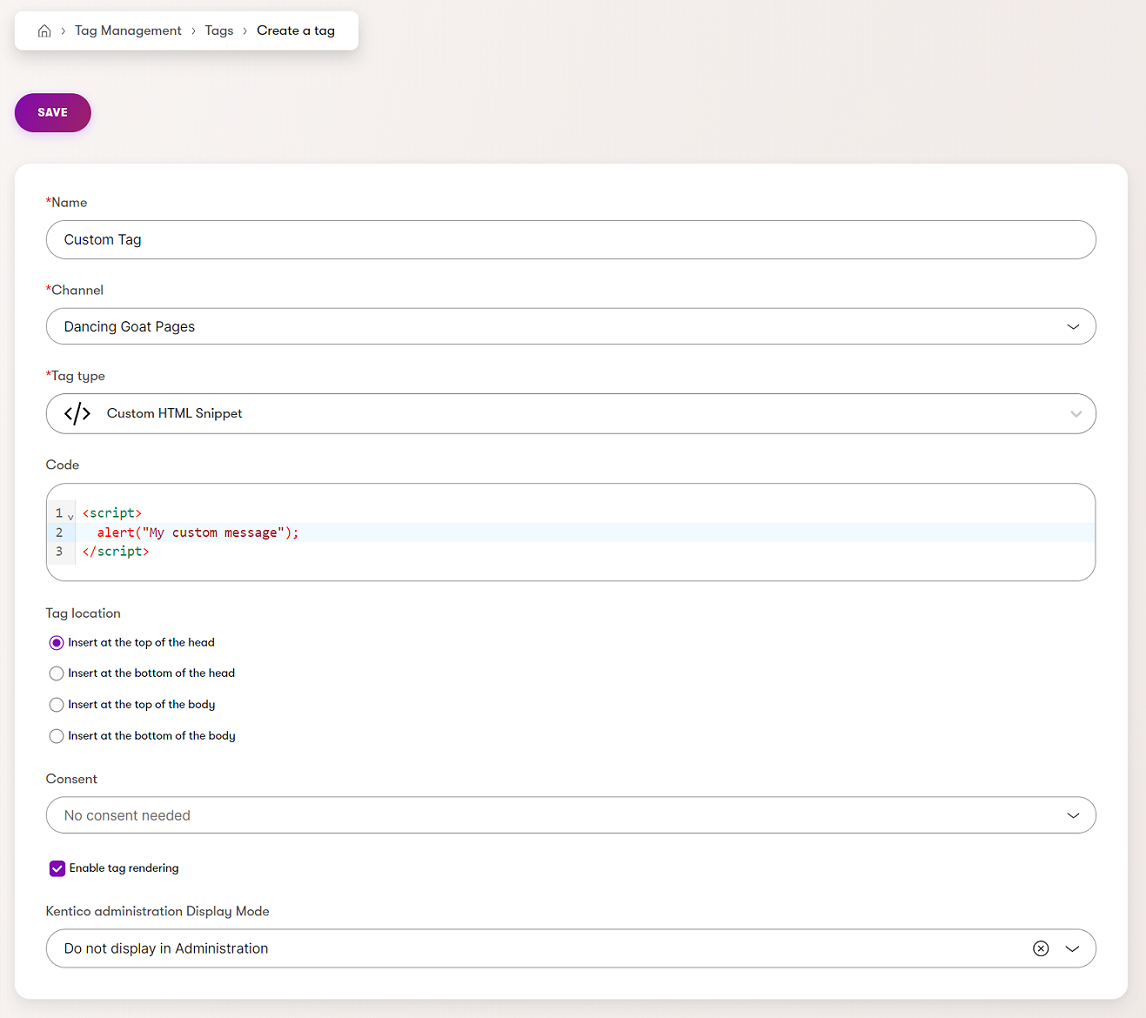 Tag Management > Tags > Create a tag
SAVE
*Name
Custom Tag
*Channel
Dancing Goat Pages
*Tag type
</> Custom HTML Snippet
Code
1 <script>
2 alert("My custom message");
3 </script>
Tag location
Insert at the top of the head
Insert at the bottom of the head
Insert at the top of the body
Insert at the bottom of the body
Consent
No consent needed
Enable tag rendering
Kentico administration Display Mode
Do not display in Administration